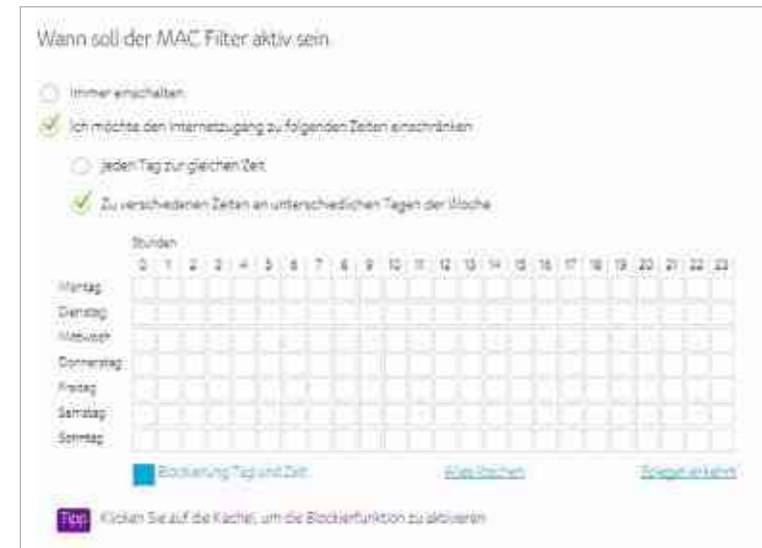 Wann soll der MAC Filter aktiv sein
Immer einschalten
Ich möchte den Internetzugang zu folgenden Zeiten einschränken
Jeden Tag zur gleichen Zeit
Zu verschiedenen Zeiten an unterschiedlichen Tagen der Woche
Stunden
0 1 2 3 4 5 6 7 8 9 10 11 12 13 14 15 16 17 18 19 20 21 22 23
Montag
Dienstag
Mittwoch
Donnerstag
Freitag
Samstag
Sonntag
Blockierung Tag und Zeit Alles löschen Spiegelverkehrt
Tipp Klicken Sie auf die Kachel, um die Blockierfunktion zu aktivieren